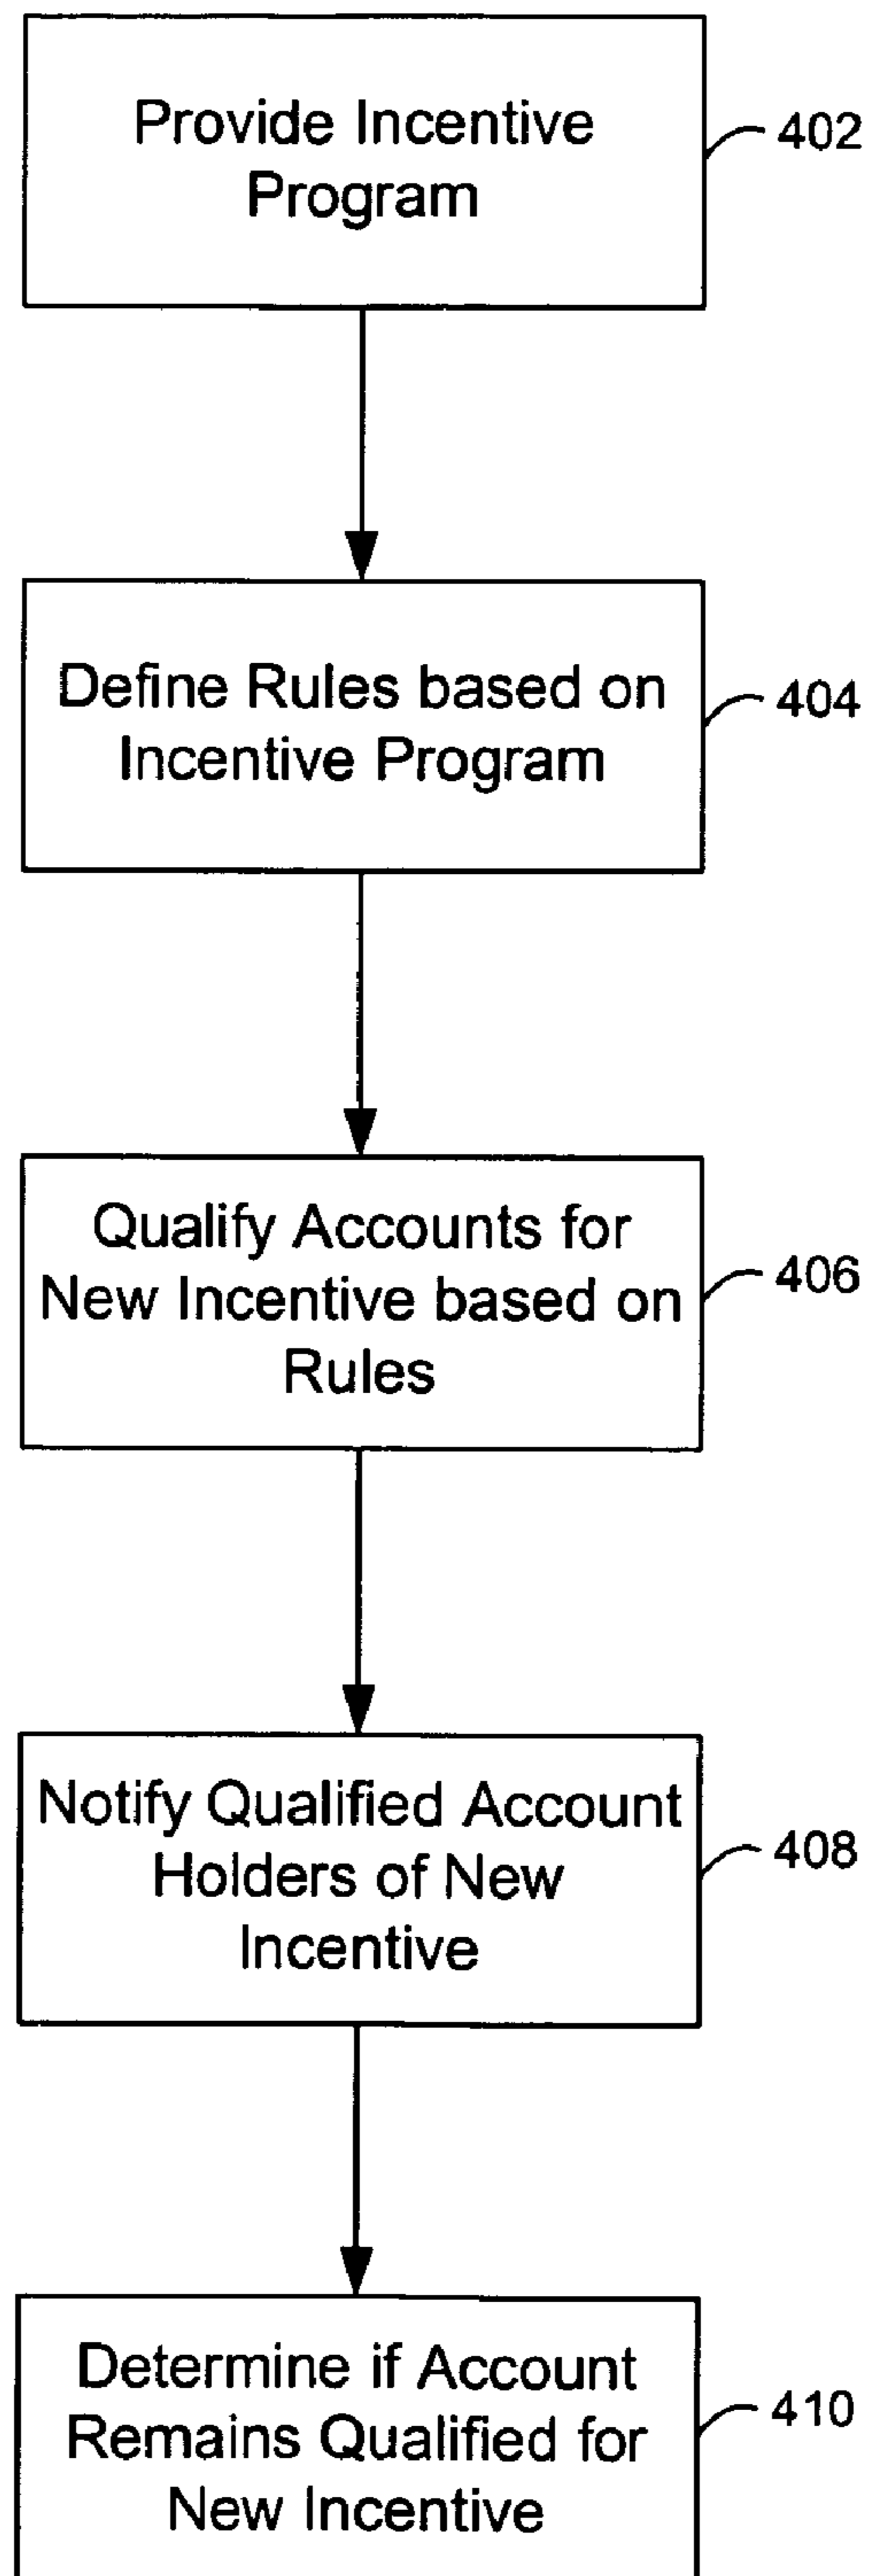 Provide Incentive
Program
402
Define Rules based on
Incentive Program
404
Qualify Accounts for
New Incentive based on
Rules
406
Notify Qualified Account
Holders of New
Incentive
408
Determine if Account
Remains Qualified for
New Incentive
410